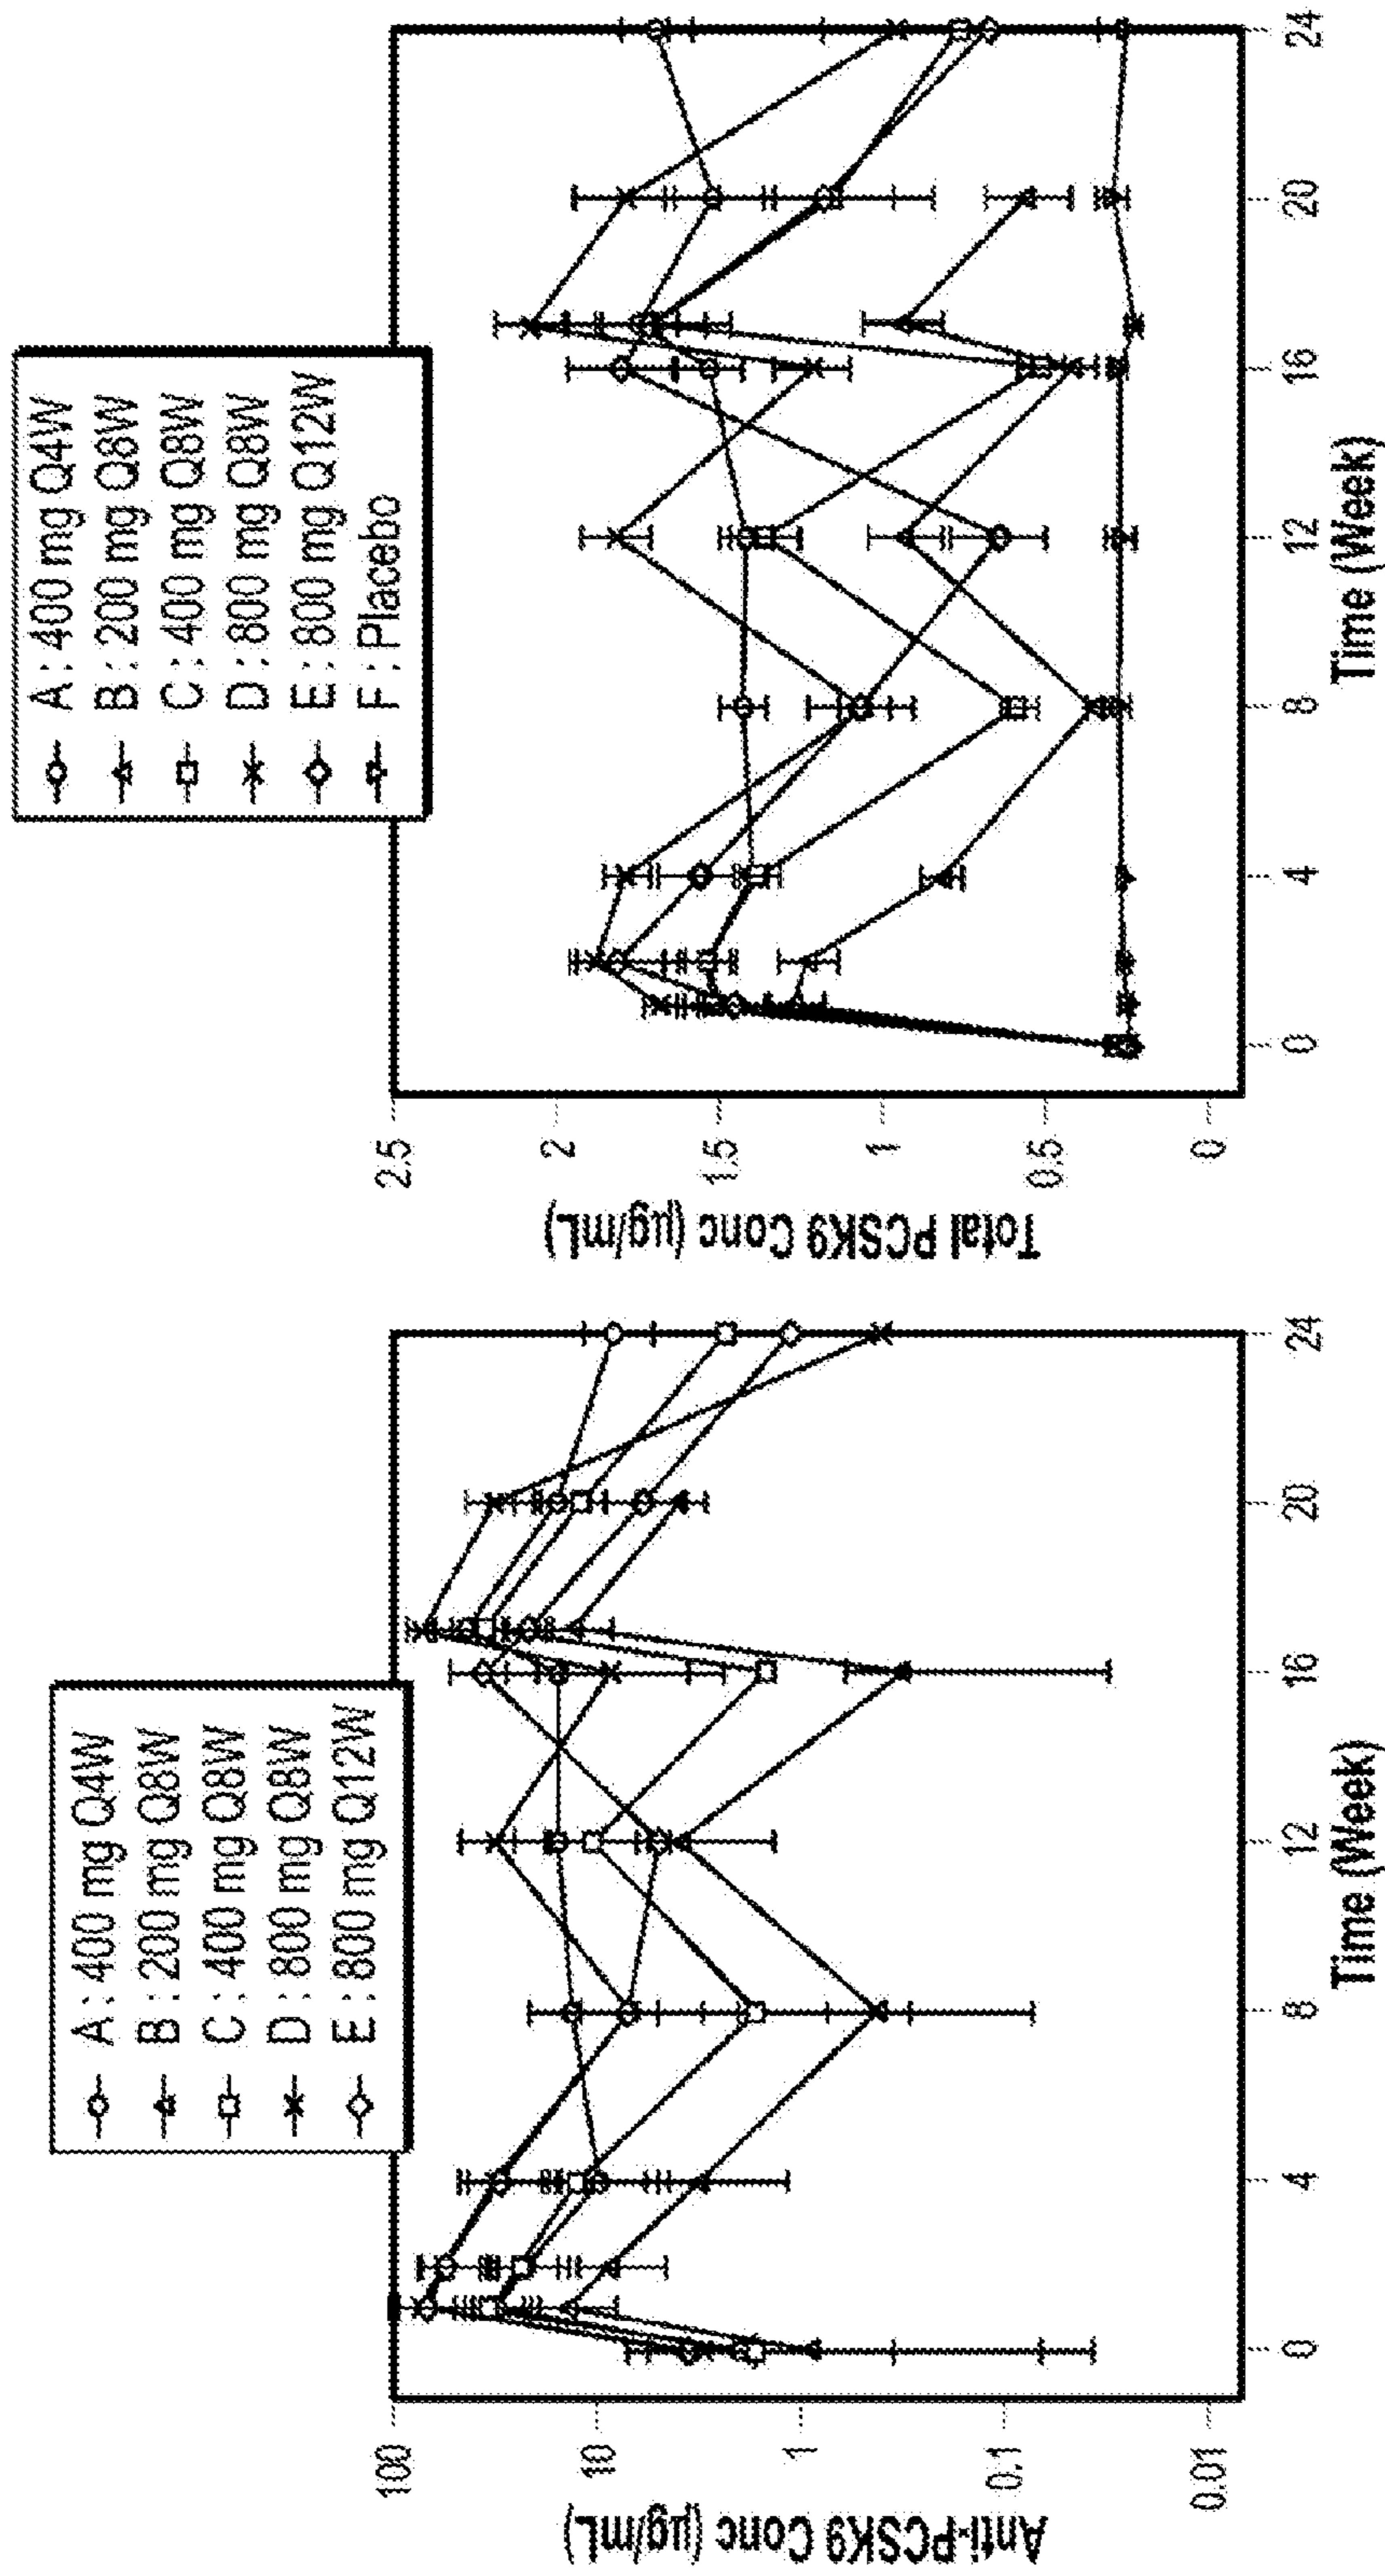 A : 400 mg Q4W
B : 200 mg Q8W
C : 400 mg Q8W
D : 800 mg Q8W
E : 800 mg Q12W
Anti-PCSK9 Conc (µg/mL)
100
10
1
0.1
0.01
0
4
8
12
16
20
24
Time (Week)
A : 400 mg Q4W
B : 200 mg Q8W
C : 400 mg Q8W
D : 800 mg Q8W
E : 800 mg Q12W
F : Placebo
Total PCSK9 Conc (µg/mL)
2.5
2
1.5
1
0.5
0
0
4
8
12
16
20
24
Time (Week)